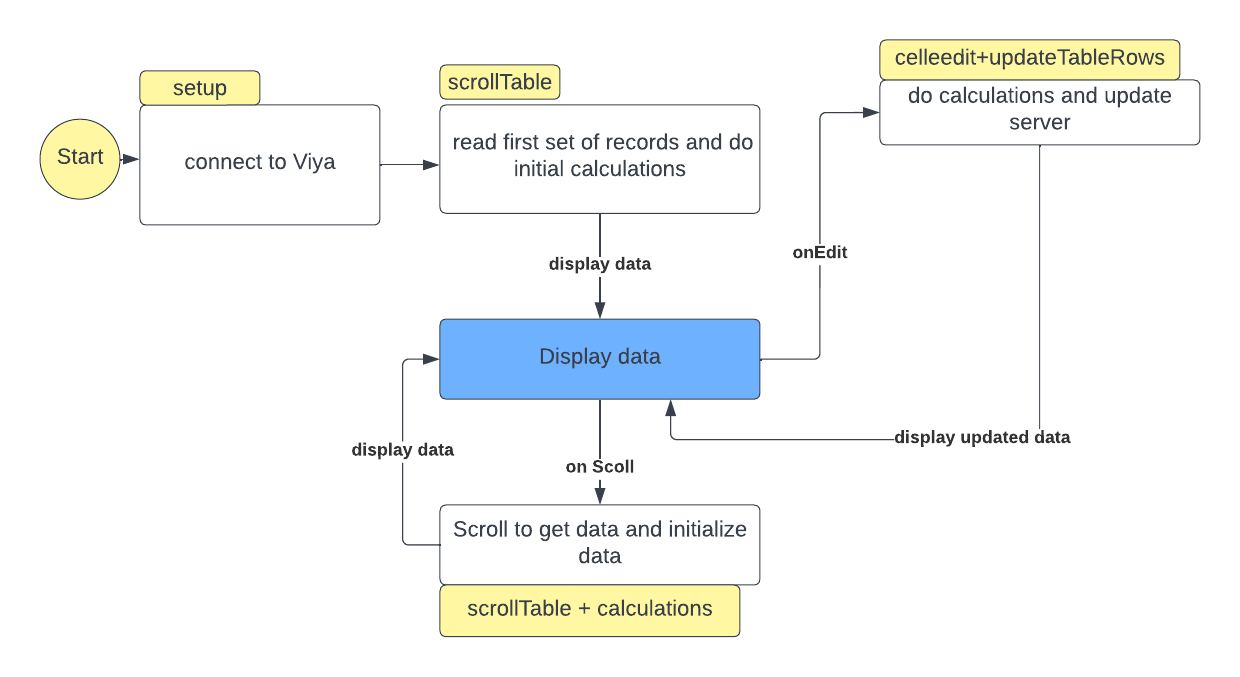 setup
scrollTable
celleedit+updateTableRows
Start
connect to Viya
read first set of records and do
initial calculations
do calculations and update
server
display data
onEdit
Display data
display data
on Scoll
display updated data
Scroll to get data and initialize
data
scrollTable + calculations